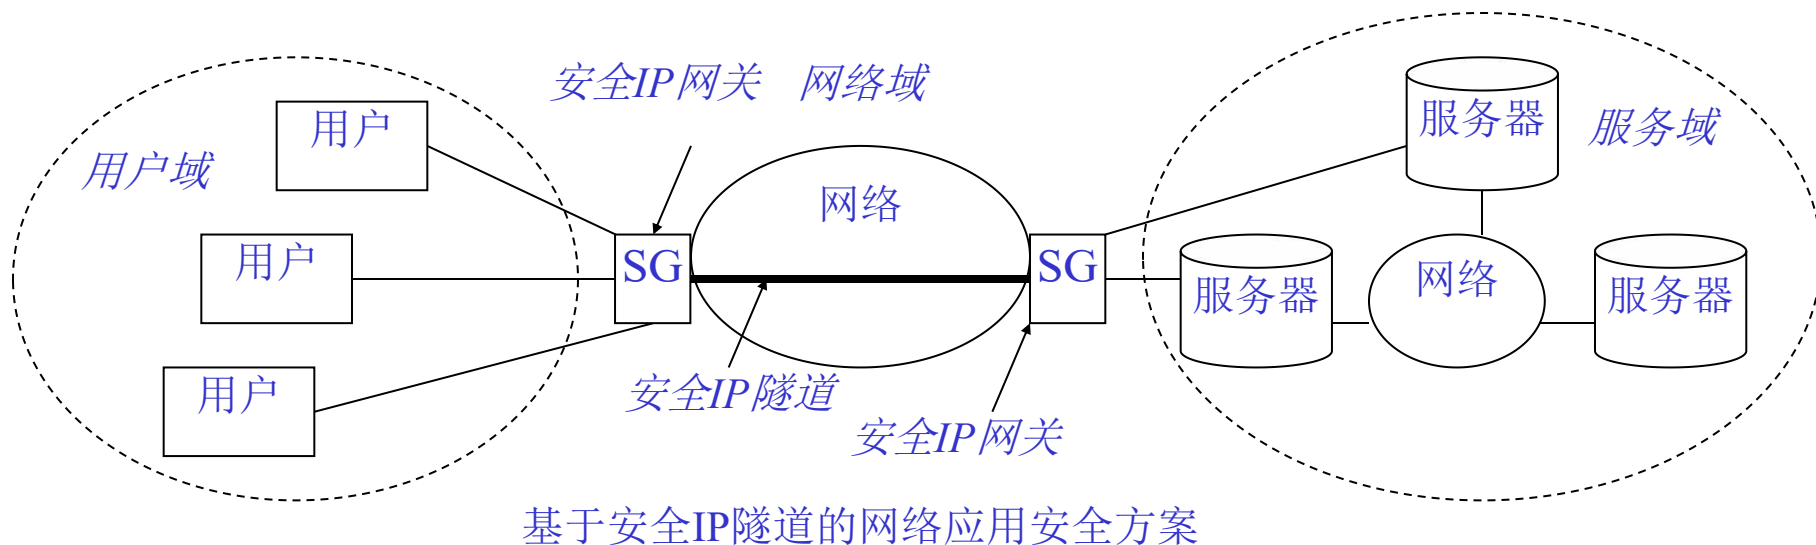 安全IP网关 网络域
用户
服务器
服务域
用户域
网络
用户
SG
SG
服务器
网络
服务器
用户
安全IP隧道
安全IP网关
基于安全IP隧道的网络应用安全方案